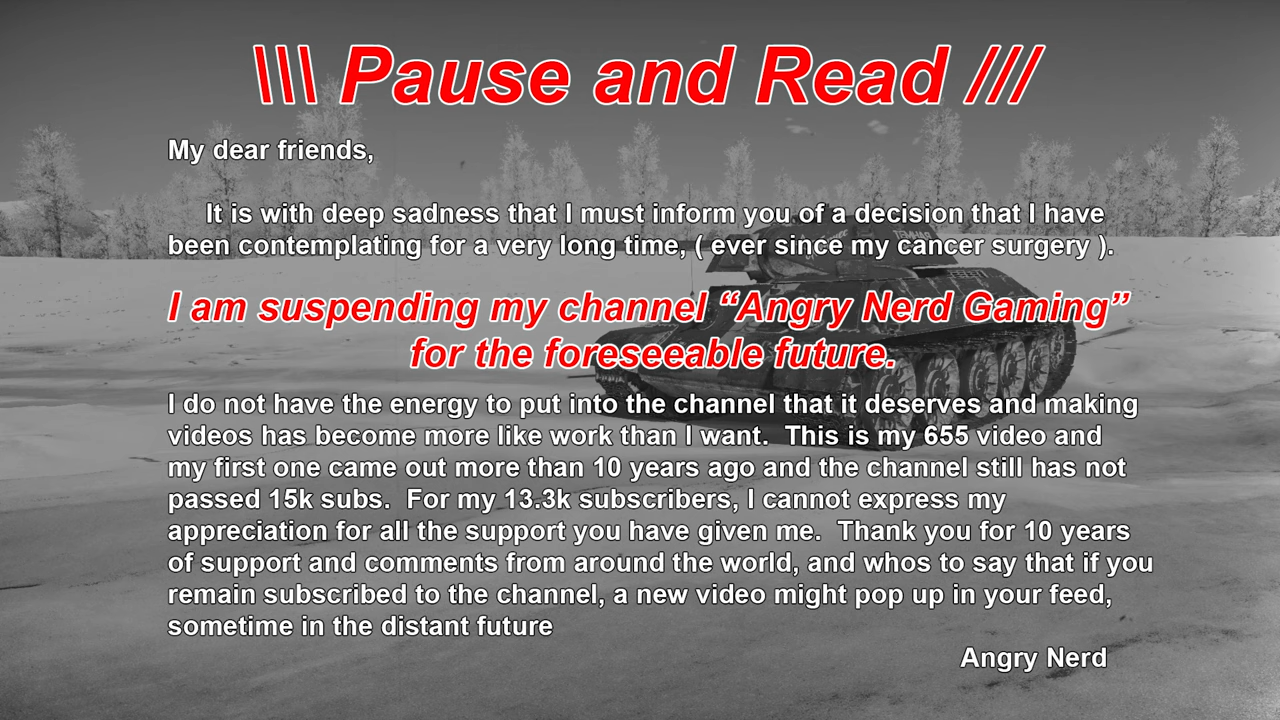 \\\ Pause and Read ///
My dear friends,
It is with deep sadness that I must inform you of a decision that I have
been contemplating for a very long time, ( ever since my cancer surgery ).
I am suspending my channel “Angry Nerd Gaming”
for the foreseeable future.
I do not have the energy to put into the channel that it deserves and making
videos has become more like work than I want.  This is my 655 video and
my first one came out more than 10 years ago and the channel still has not
passed 15k subs.  For my 13.3k subscribers, I cannot express my
appreciation for all the support you have given me.  Thank you for 10 years
of support and comments from around the world, and whos to say that if you
remain subscribed to the channel, a new video might pop up in your feed,
sometime in the distant future
Angry Nerd